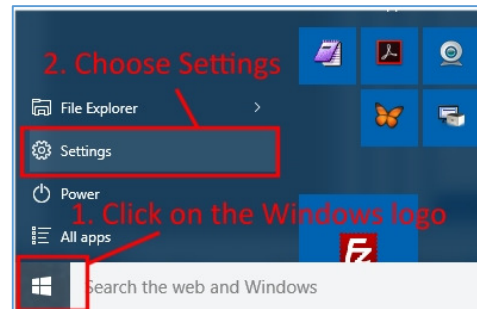 2. Choose Settings
File Explorer
Settings
Power
1. Click on the Windows logo
All apps
Fz
Search the web and Windows